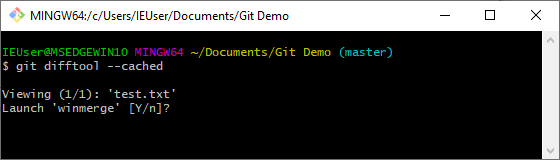 MINGW64:/c/Users/IEUser/Documents/Git Demo
IEUser@MSEDGEWIN10 MINGW64 ~/Documents/Git Demo (master)
$ git difftool --cached
Viewing (1/1): 'test.txt'
Launch 'winmerge' [Y/n]?